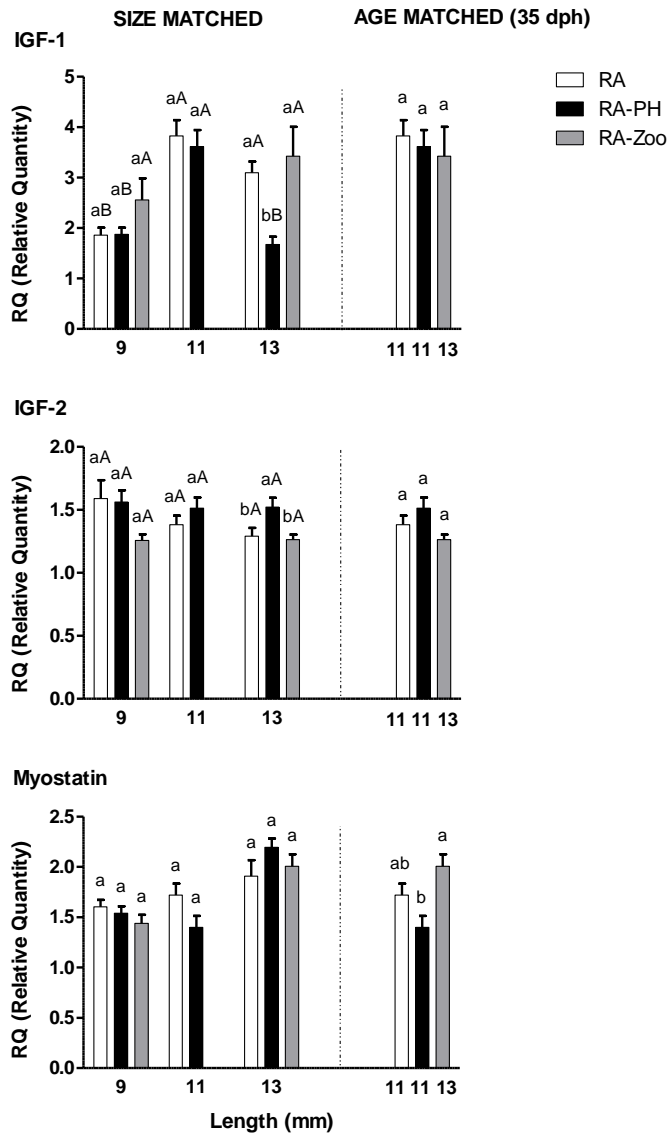 SIZE MATCHED AGE MATCHED (35 dph)
IGF-1
RA
RA-PH
RA-Zoo
RQ (Relative Quantity)
5
4
3
2
1
0
aB aB aA aA aA aA bB aA a a a
9 11 13 11 11 13
IGF-2
RQ (Relative Quantity)
2.0
1.5
1.0
0.5
0.0
aA aA aA aA aA bA aA bA a a a
9 11 13 11 11 13
Myostatin
RQ (Relative Quantity)
2.5
2.0
1.5
1.0
0.5
0.0
a a a a a a a ab b a
9 11 13 11 11 13
Length (mm)